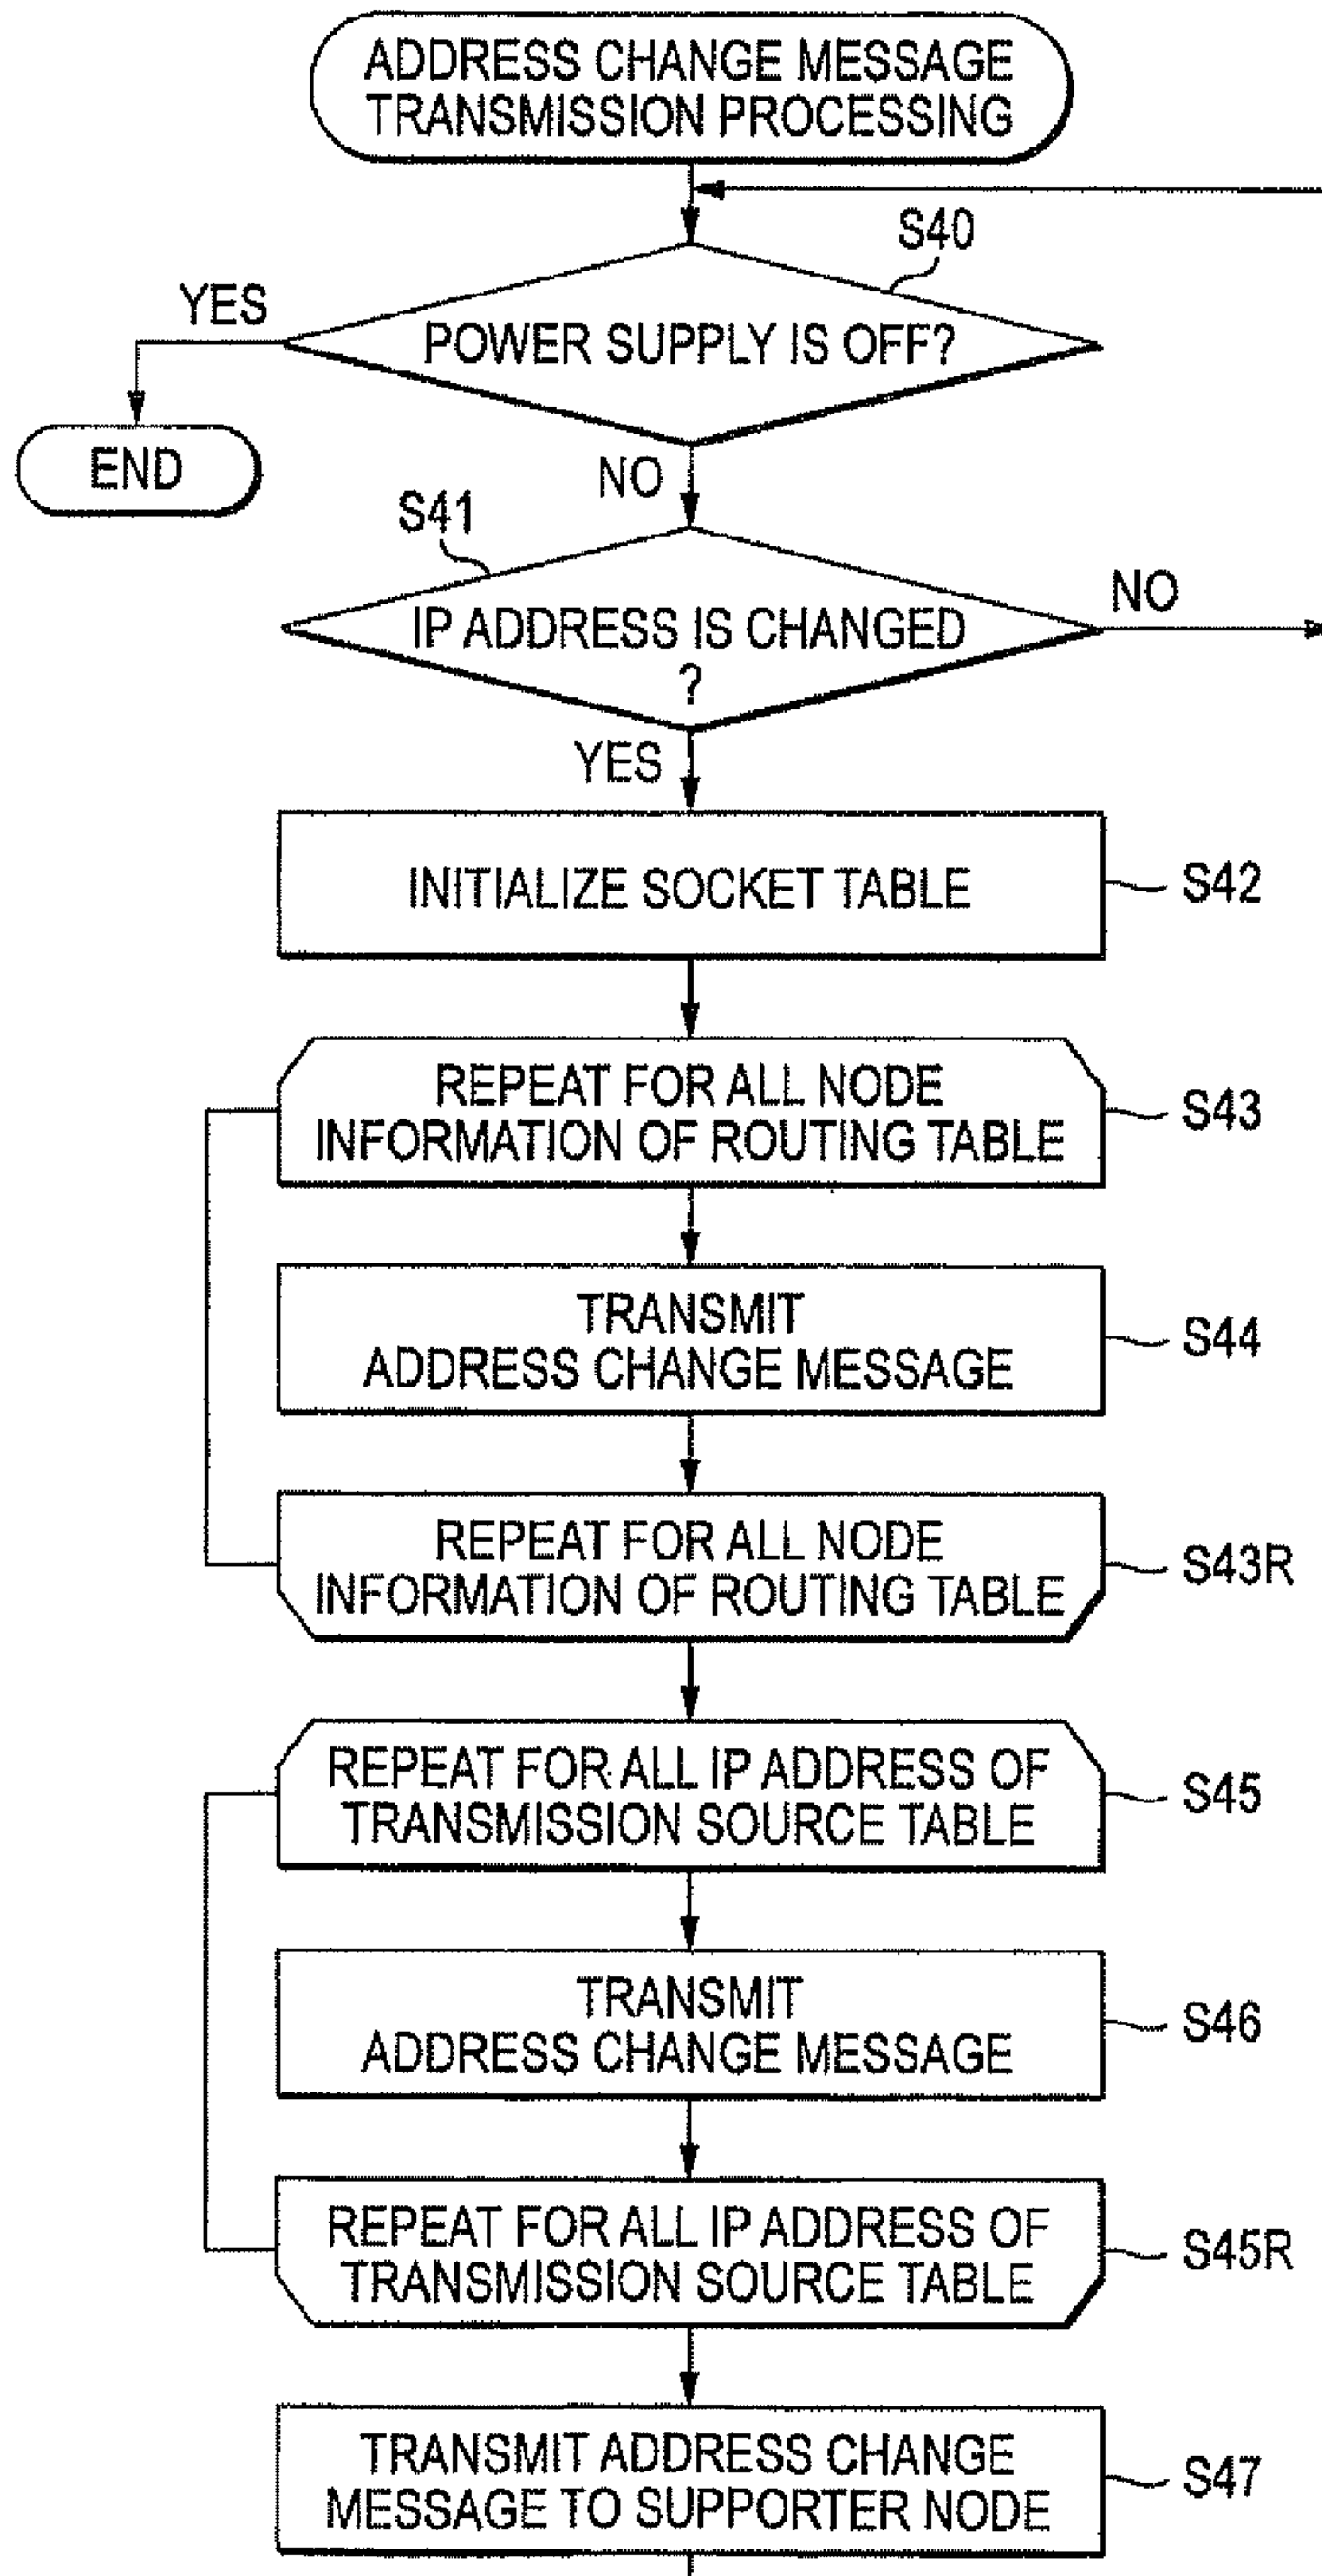 ADDRESS CHANGE MESSAGE
TRANSMISSION PROCESSING
S40
YES
POWER SUPPLY IS OFF?
END
NO
S41
NO
IP ADDRESS IS CHANGED
?
YES
INITIALIZE SOCKET TABLE
S42
REPEAT FOR ALL NODE
INFORMATION OF ROUTING TABLE
S43
TRANSMIT
ADDRESS CHANGE MESSAGE
S44
REPEAT FOR ALL NODE
INFORMATION OF ROUTING TABLE
S43R
REPEAT FOR ALL IP ADDRESS OF
TRANSMISSION SOURCE TABLE
S45
TRANSMIT
ADDRESS CHANGE MESSAGE
S46
REPEAT FOR ALL IP ADDRESS OF
TRANSMISSION SOURCE TABLE
S45R
TRANSMIT ADDRESS CHANGE
MESSAGE TO SUPPORTER NODE
S47